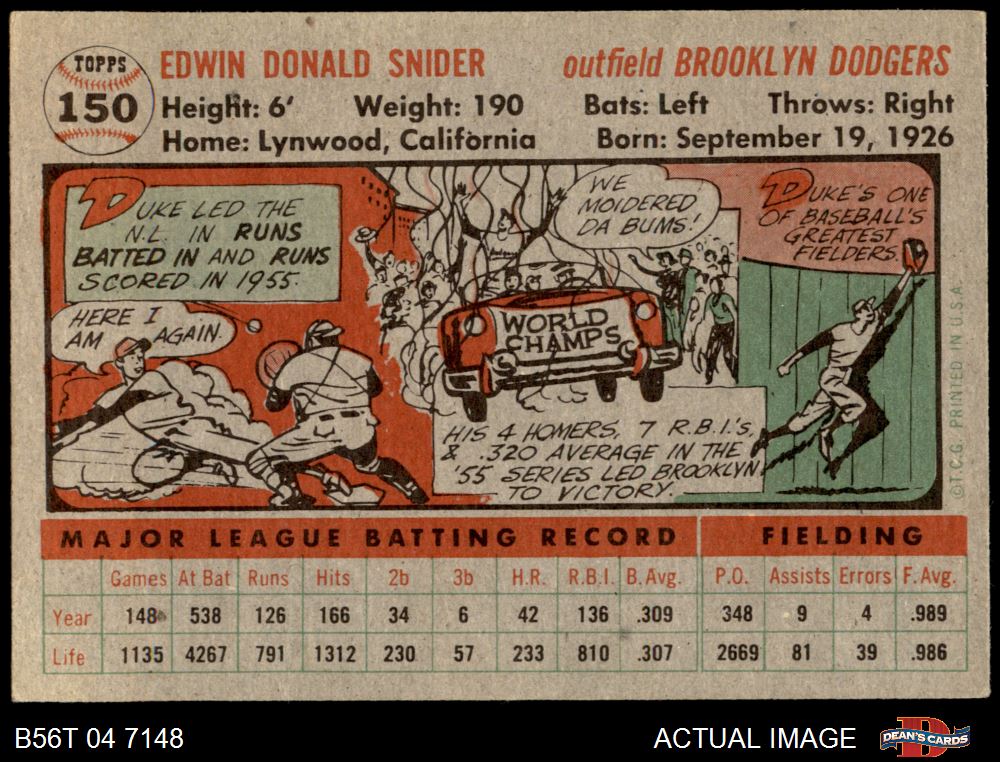 TOPPS
150
EDWIN DONALD SNIDER
outfield BROOKLYN DODGERS
Height: 6' Weight: 190 Bats: Left Throws: Right
Home: Lynwood, California Born: September 19, 1926
DUKE LED THE
N.L. IN RUNS
BATTED IN AND RUNS
SCORED IN 1955.
HERE I
AM AGAIN.
WE
MOIDERED
DA BUMS!
WORLD
CHAMPS
HIS 4 HOMERS, 7 R.B.I.'s,
& .320 AVERAGE IN THE
'55 SERIES LED BROOKLYN
TO VICTORY.
DUKE'S ONE
OF BASEBALL'S
GREATEST
FIELDERS.
©T.C.G. PRINTED IN U.S.A.
MAJOR LEAGUE BATTING RECORD FIELDING
Games At Bat Runs Hits 2b 3b H.R. R.B.I. B. Avg. P.O. Assists Errors F. Avg.
Year 148 538 126 166 34 6 42 136 .309 348 9 4 .989
Life 1135 4267 791 1312 230 57 233 810 .307 2669 81 39 .986
B56T 04 7148
ACTUAL IMAGE
D
DEAN'S CARDS